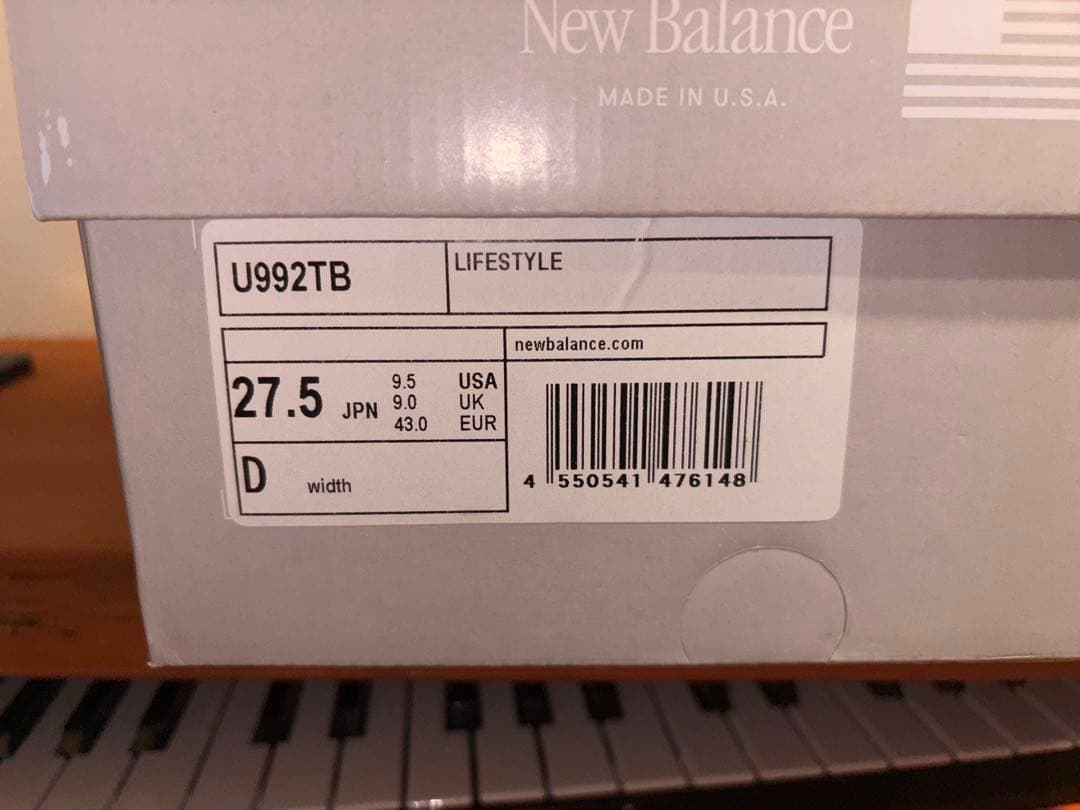 New Balance
MADE IN U.S.A.
U992TB
LIFESTYLE
newbalance.com
27.5 JPN
9.5 USA
9.0 UK
43.0 EUR
D width
4 550541 476148